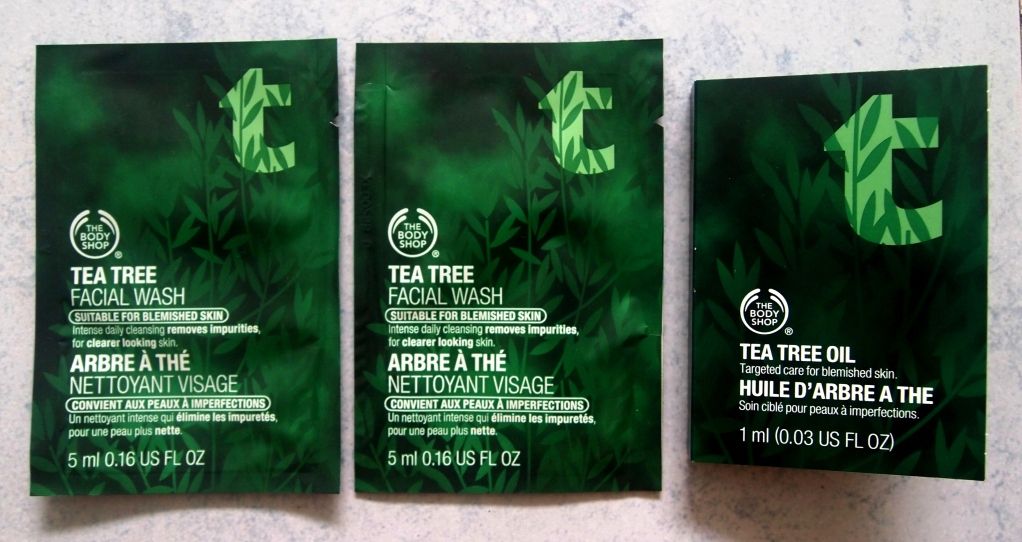 t
THE
BODY
SHOP
®
TEA TREE
FACIAL WASH
SUITABLE FOR BLEMISHED SKIN
Intense daily cleansing removes impurities,
for clearer looking skin.
ARBRE À THÉ
NETTOYANT VISAGE
CONVIENT AUX PEAUX À IMPERFECTIONS
Un nettoyant intense qui élimine les impuretés,
pour une peau plus nette.
5 ml 0.16 US FL OZ
t
THE
BODY
SHOP
®
TEA TREE
FACIAL WASH
SUITABLE FOR BLEMISHED SKIN
Intense daily cleansing removes impurities,
for clearer looking skin.
ARBRE À THÉ
NETTOYANT VISAGE
CONVIENT AUX PEAUX À IMPERFECTIONS
Un nettoyant intense qui élimine les impuretés,
pour une peau plus nette.
5 ml 0.16 US FL OZ
t
THE
BODY
SHOP
®
TEA TREE OIL
Targeted care for blemished skin.
HUILE D'ARBRE A THE
Soin ciblé pour peaux à imperfections.
1 ml (0.03 US FL OZ)